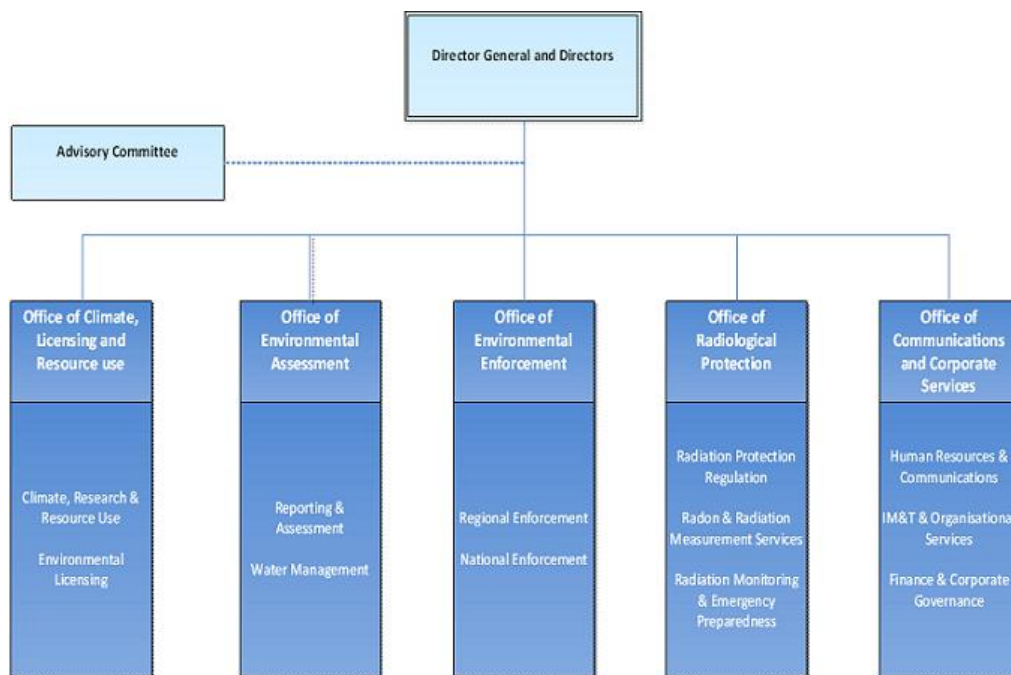 Director General and Directors
Advisory Committee
Office of Climate,
Licensing and
Resource use
Climate, Research &
Resource Use
Environmental
Licensing
Office of
Environmental
Assessment
Reporting &
Assessment
Water Management
Office of
Environmental
Enforcement
Regional Enforcement
National Enforcement
Office of
Radiological
Protection
Radiation Protection
Regulation
Radon & Radiation
Measurement Services
Radiation Monitoring
& Emergency
Preparedness
Office of
Communications
and Corporate
Services
Human Resources &
Communications
IM&T & Organisational
Services
Finance & Corporate
Governance